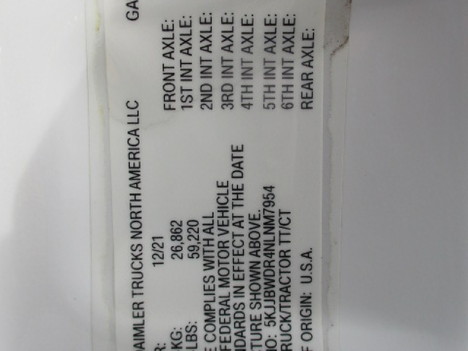 DAIMLER TRUCKS NORTH AMERICA LLC GA
R: 12/21 FRONT AXLE:
KG: 26,862 1ST INT AXLE:
LBS: 59,220 2ND INT AXLE:
E COMPLIES WITH ALL 3RD INT AXLE:
FEDERAL MOTOR VEHICLE 4TH INT AXLE:
NDARDS IN EFFECT AT THE DATE 5TH INT AXLE:
TURE SHOWN ABOVE. 6TH INT AXLE:
NO: 5KJJBWDR4NLNM7954 REAR AXLE:
RUCK/TRACTOR TT/CT
F ORIGIN: U.S.A.